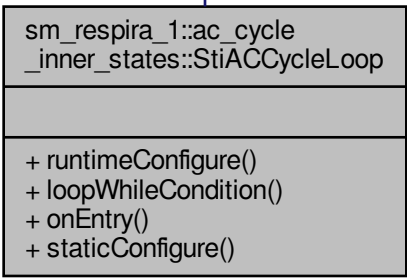 sm_respira_1::ac_cycle
_inner_states::StiACCycleLoop
+ runtimeConfigure()
+ loopWhileCondition()
+ onEntry()
+ staticConfigure()